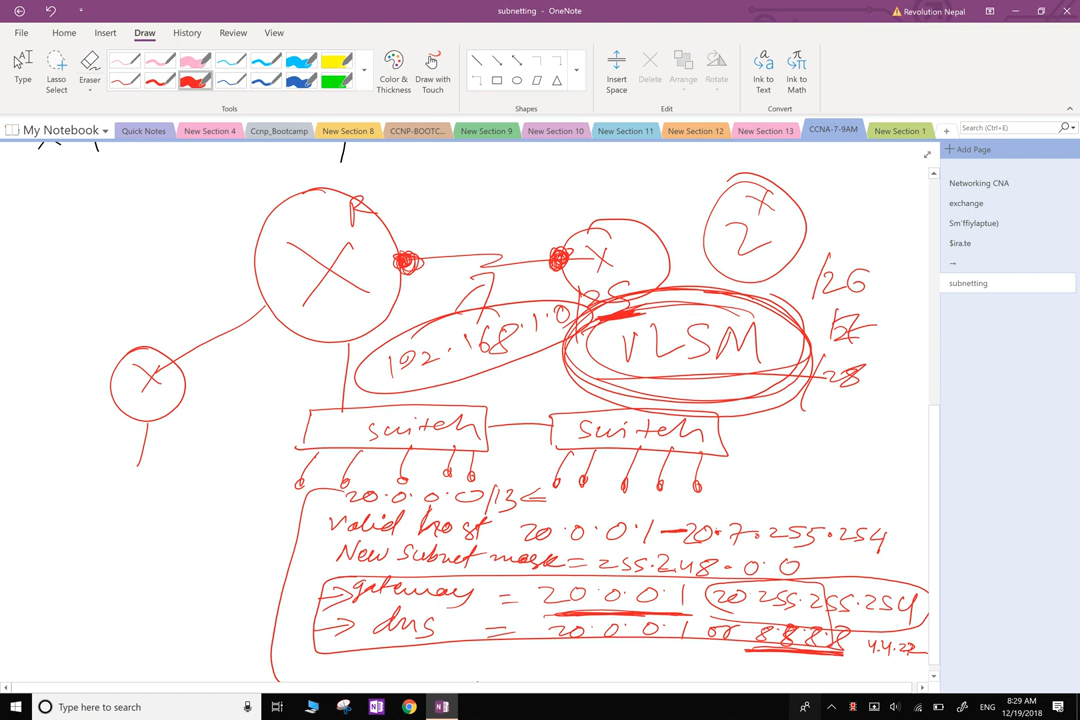 subnetting - OneNote
Revolution Nepal
File Home Insert Draw History Review View
Type
Lasso Select
Eraser
Color & Thickness
Draw with Touch
Insert Space
Delete
Arrange
Rotate
Ink to Text
Ink to Math
Tools
Shapes
Edit
Convert
My Notebook
Quick Notes New Section 4 Ccnp_Bootcamp New Section 8 CCNP-BOOTC... New Section 9 New Section 10 New Section 11 New Section 12 New Section 13 CCNA-7-9AM New Section 1
Search (Ctrl+E)
Add Page
Networking CNA
exchange
Sm'ffiylaptue)
$ira.te
→
subnetting
R
X
X
X
2
X
/26
192.168.1.0/25
VLSM
/28
switch
switch
20.0.0.0/13
Valid host 20.0.0.1 - 20.7.255.254
New Subnet mask = 255.248.0.0
→ gateway = 20.0.0.1 20.255.255.254
→ dns = 20.0.0.1 or 8.8.8.8
Type here to search
ENG
8:29 AM
12/19/2018